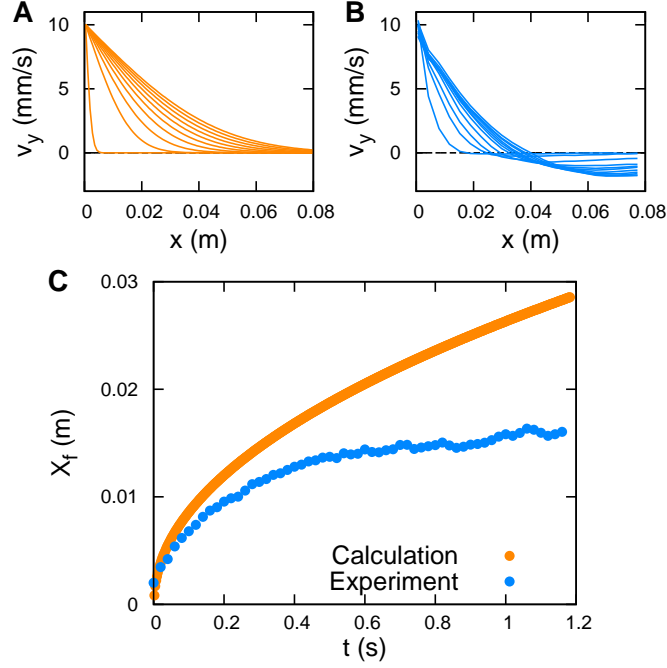 A
10
5
0
v_y (mm/s)
0 0.02 0.04 0.06 0.08
x (m)
B
10
5
0
v_y (mm/s)
0 0.02 0.04 0.06 0.08
x (m)
C
0.03
0.02
0.01
0
X_f (m)
Calculation
Experiment
0 0.2 0.4 0.6 0.8 1 1.2
t (s)